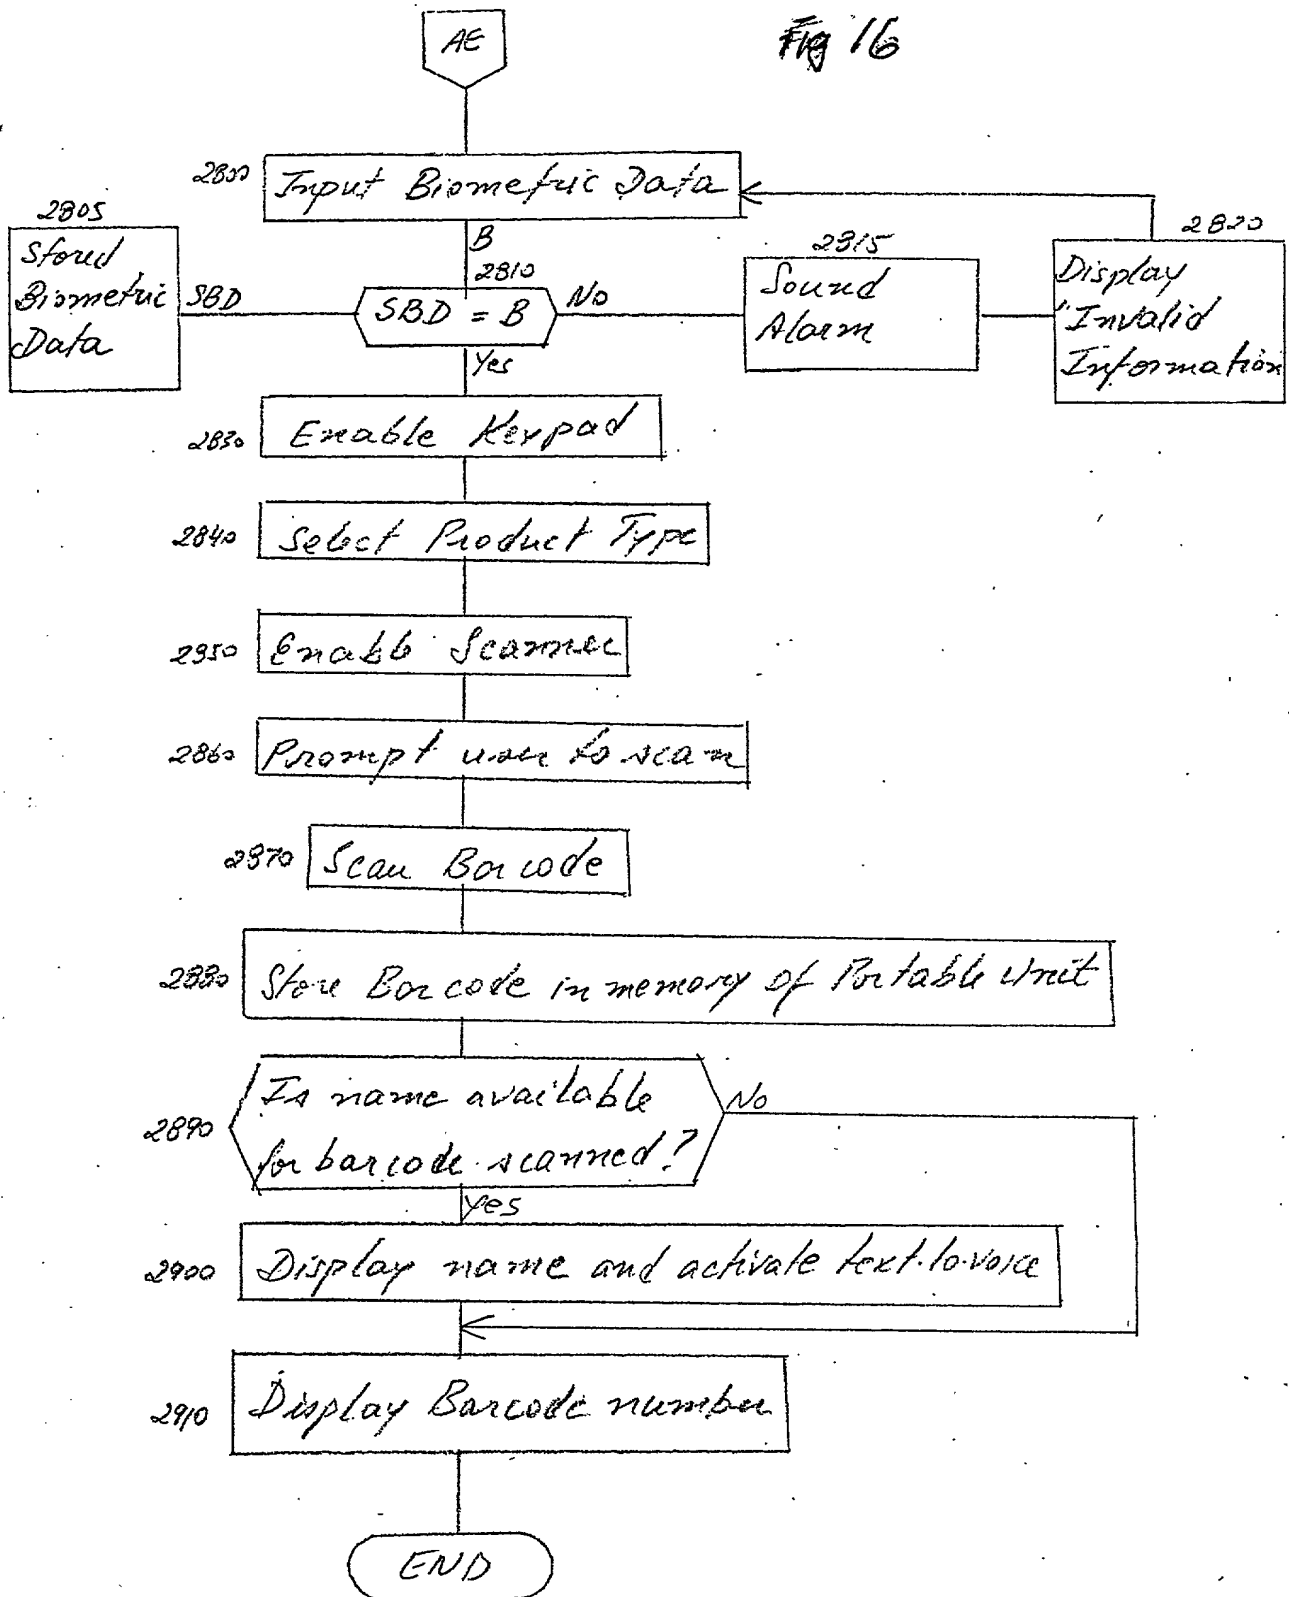 AE
Fig 16
2800
Input Biometric Data
2805
Stored
Biometric
Data
SBD
B
2810
SBD = B
No
2815
Sound
Alarm
2820
Display
"Invalid
Information
Yes
2830
Enable Keypad
2840
Select Product Type
2850
Enable Scanner
2860
Prompt user to scan
2870
Scan Barcode
2880
Store Barcode in memory of Portable Unit
2890
Is name available
for barcode scanned?
No
Yes
2900
Display name and activate text-to-voice
2910
Display Barcode number
END